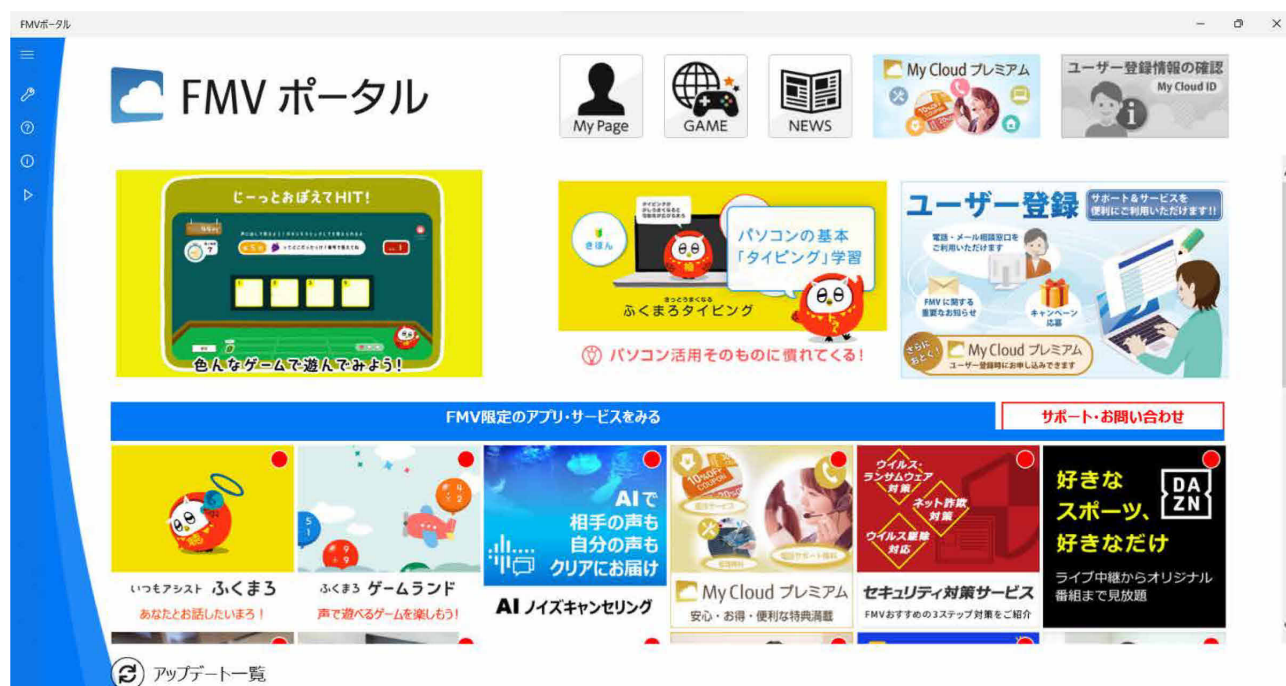 FMVポータル
FMV ポータル
My Page
GAME
NEWS
My Cloud プレミアム
10%OFF
COUPON
ユーザー登録情報の確認
My Cloud ID
じーっとおぼえてHIT!
色んなゲームで遊んでみよう!
きほん
パソコンの基本
「タイピング」学習
ふくまろタイピング
パソコン活用そのものに慣れてくる!
ユーザー登録
サポート&サービスを
便利にご利用いただけます!!
電話・メール相談窓口を
ご利用いただけます
FMVに関する
重要なお知らせ
キャンペーン
応募
さらに
おとく!
My Cloud プレミアム
ユーザー登録時にお申し込みできます
FMV限定のアプリ・サービスをみる
サポート・お問い合わせ
いつもアシスト ふくまろ
あなたとお話したいまろ!
ふくまろ ゲームランド
声で遊べるゲームを楽しもう!
AIで
相手の声も
自分の声も
クリアにお届け
AI ノイズキャンセリング
10%OFF
COUPON
My Cloud プレミアム
安心・お得・便利な特典満載
ウイルス・
ランサムウェア
対策
ネット詐欺
対策
ウイルス駆除
対応
セキュリティ対策サービス
FMVおすすめの3ステップ対策をご紹介
好きな
スポーツ、
好きなだけ
DA
ZN
ライブ中継からオリジナル
番組まで見放題
アップデート一覧